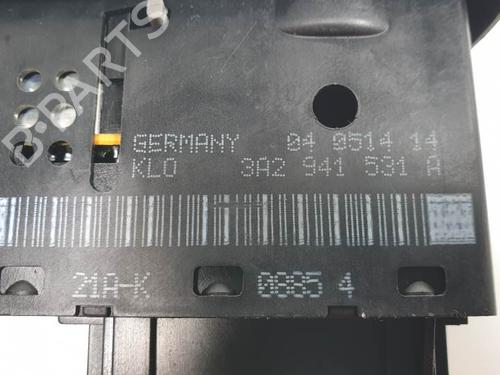 GERMANY 04 0514 14
KLO 3A2 941 531 A
21A-K 0885 4
B-PARTS